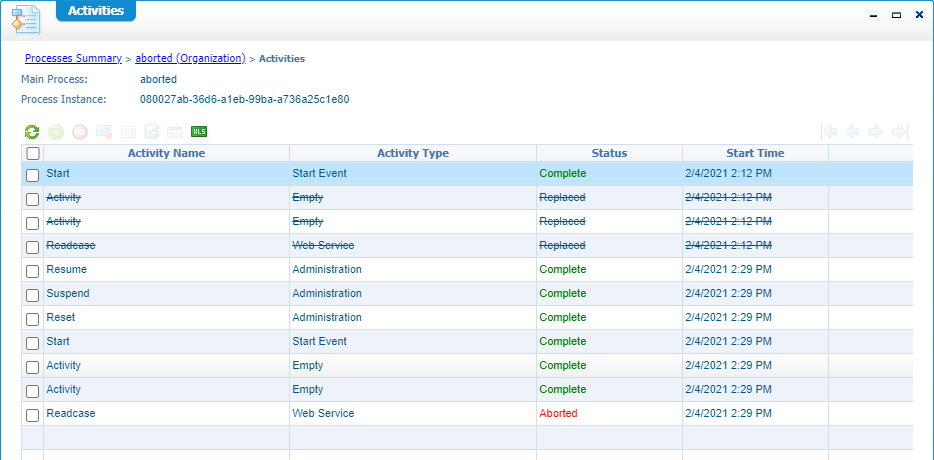 Activities
Processes Summary > aborted (Organization) > Activities
Main Process: aborted
Process Instance: 080027ab-36d6-a1eb-99ba-a736a25c1e80
XLS
Activity Name Activity Type Status Start Time
Start Start Event Complete 2/4/2021 2:12 PM
Activity Empty Replaced 2/4/2021 2:12 PM
Activity Empty Replaced 2/4/2021 2:12 PM
Readcase Web Service Replaced 2/4/2021 2:12 PM
Resume Administration Complete 2/4/2021 2:29 PM
Suspend Administration Complete 2/4/2021 2:29 PM
Reset Administration Complete 2/4/2021 2:29 PM
Start Start Event Complete 2/4/2021 2:29 PM
Activity Empty Complete 2/4/2021 2:29 PM
Activity Empty Complete 2/4/2021 2:29 PM
Readcase Web Service Aborted 2/4/2021 2:29 PM